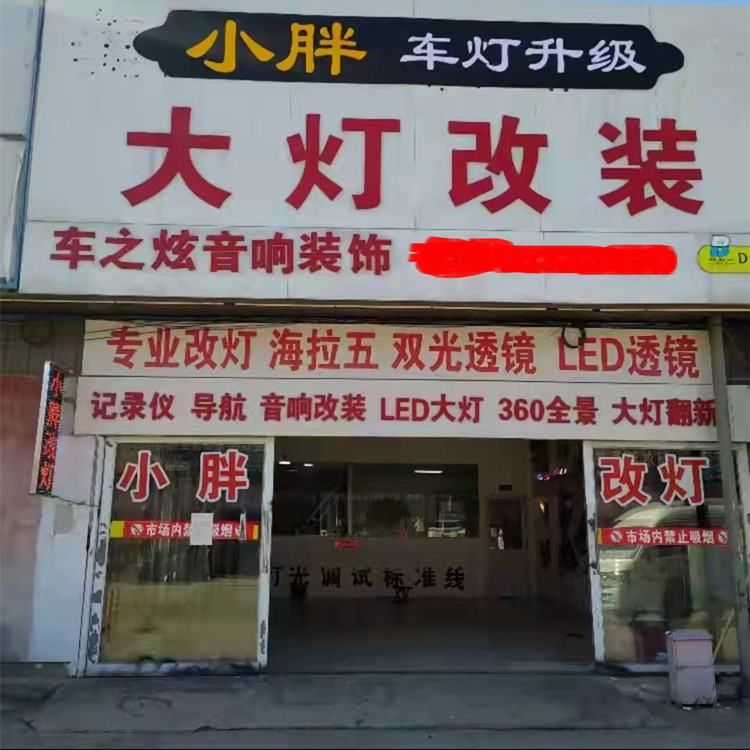 小胖 车灯升级
大灯改装
车之炫音响装饰
D
专业改灯 海拉五 双光透镜 LED透镜
记录仪 导航 音响改装 LED大灯 360全景 大灯翻新
小胖
改灯
市场内禁止吸烟
市场内禁止吸烟
灯光调试标准线